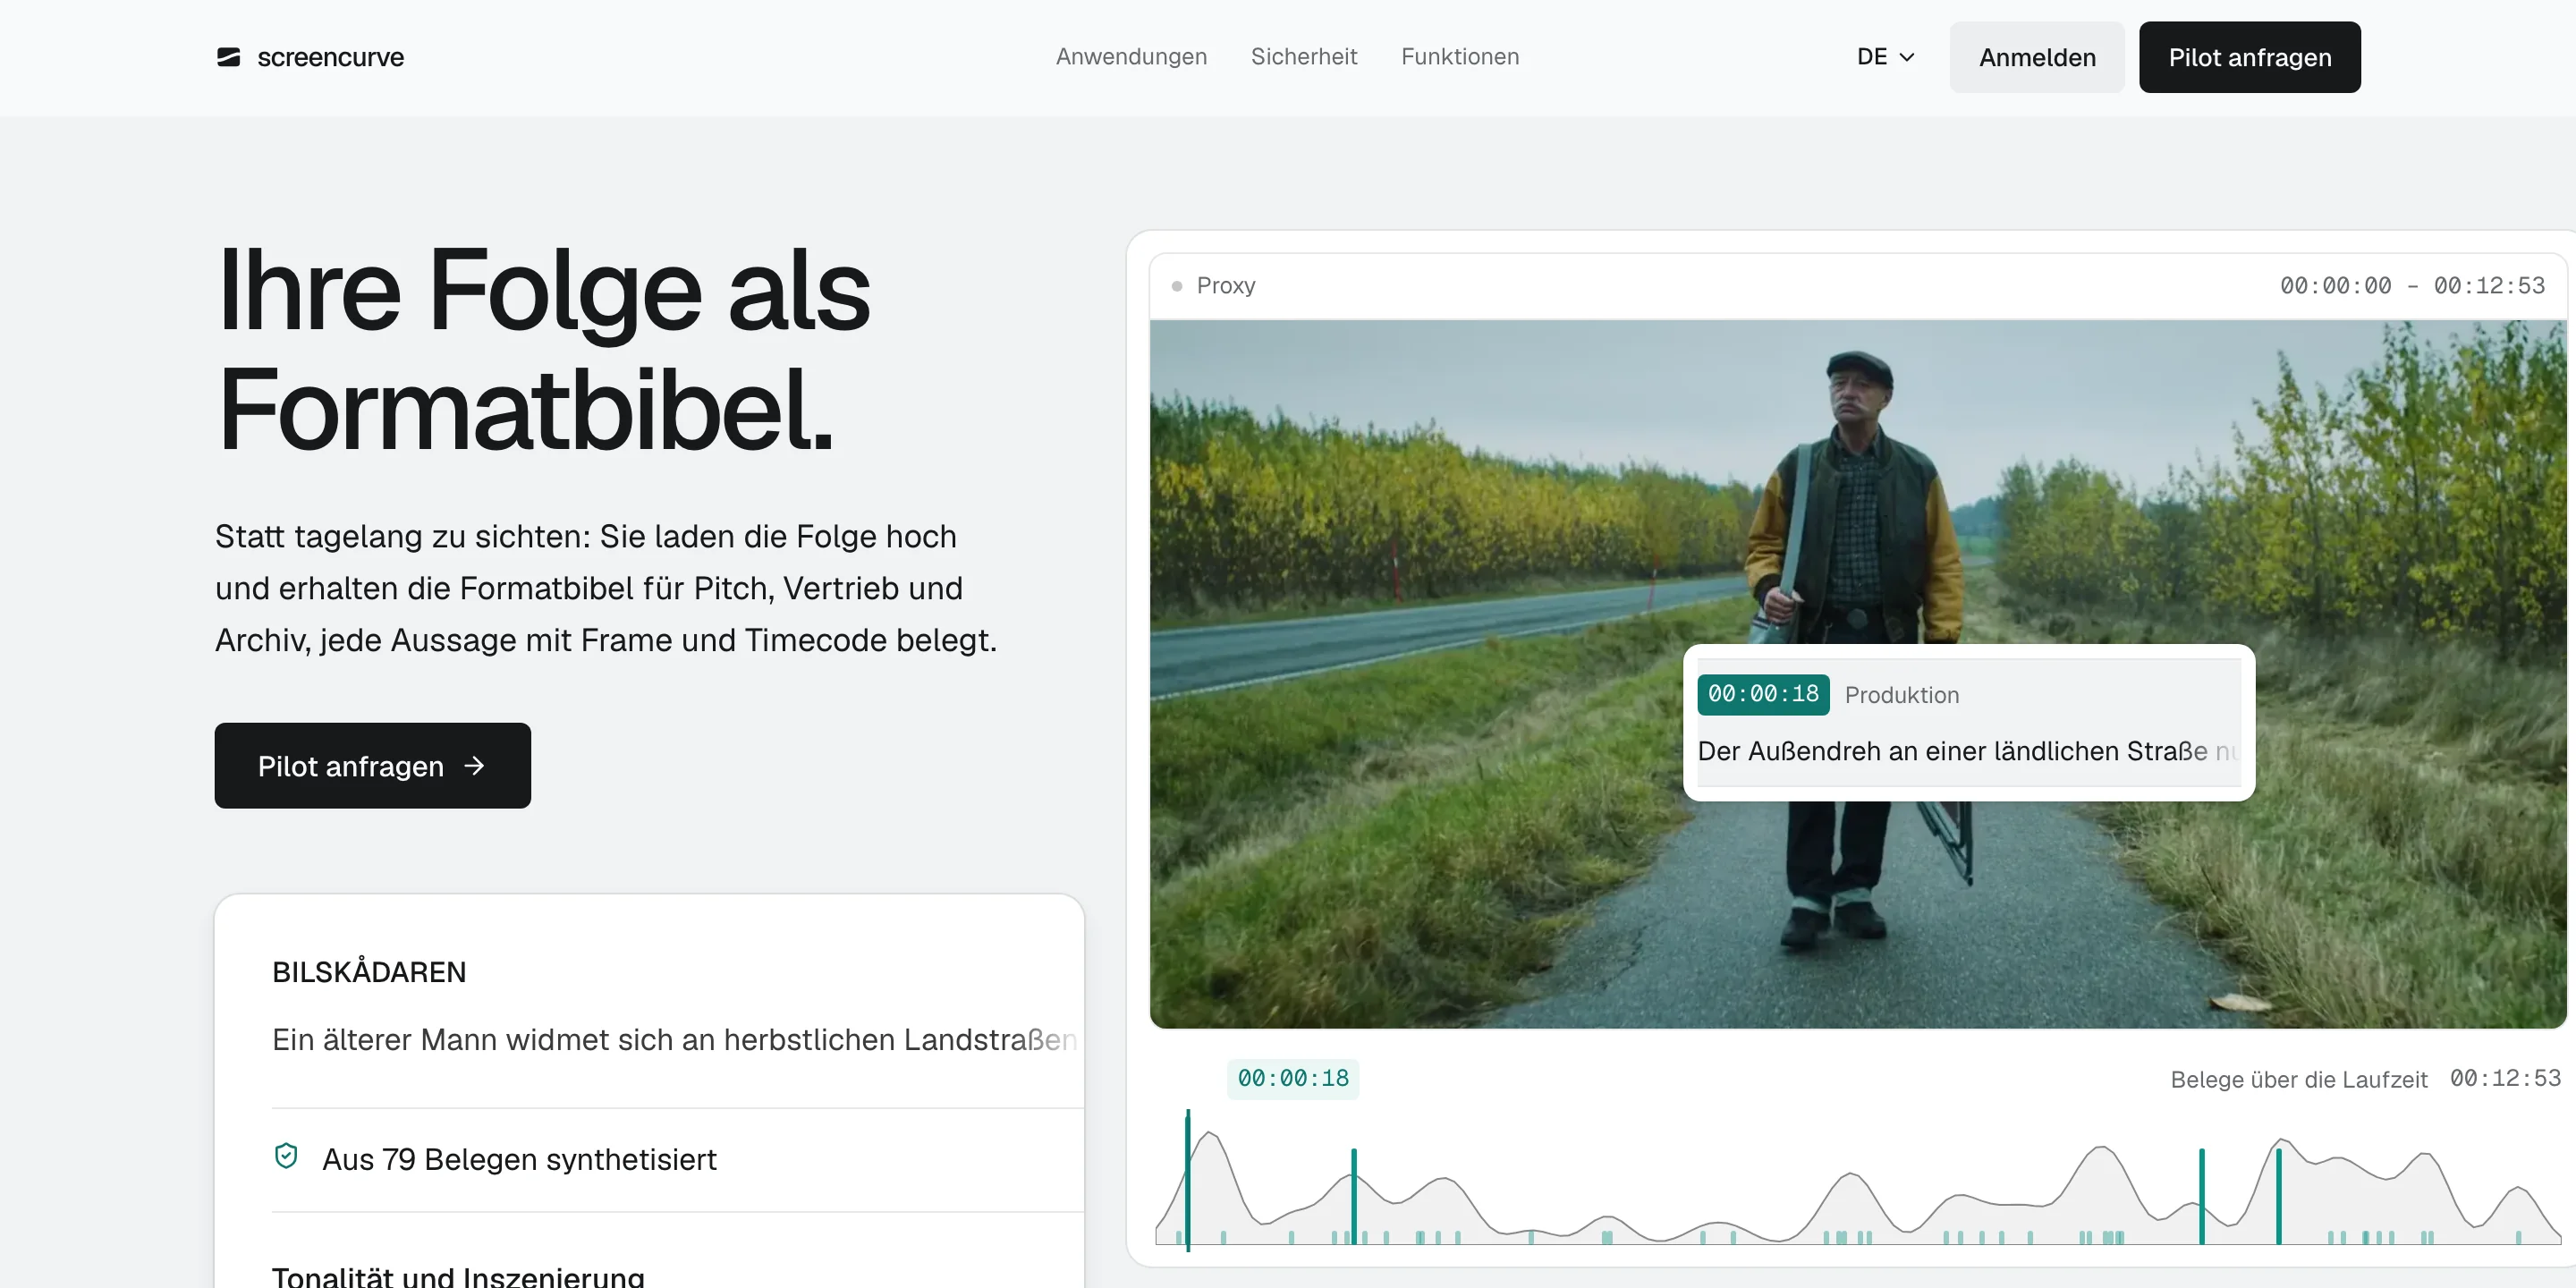 screencurve
Anwendungen
Sicherheit
Funktionen
DE
Anmelden
Pilot anfragen
Ihre Folge als
Formatbibel.
Statt tagelang zu sichten: Sie laden die Folge hoch
und erhalten die Formatbibel für Pitch, Vertrieb und
Archiv, jede Aussage mit Frame und Timecode belegt.
Pilot anfragen
BILSKÅDAREN
Ein älterer Mann widmet sich an herbstlichen Landstraßen
Aus 79 Belegen synthetisiert
Tonalität und Inszenierung
Proxy
00:00:00 – 00:12:53
00:00:18 Produktion
Der Außendreh an einer ländlichen Straße
00:00:18
Belege über die Laufzeit 00:12:53